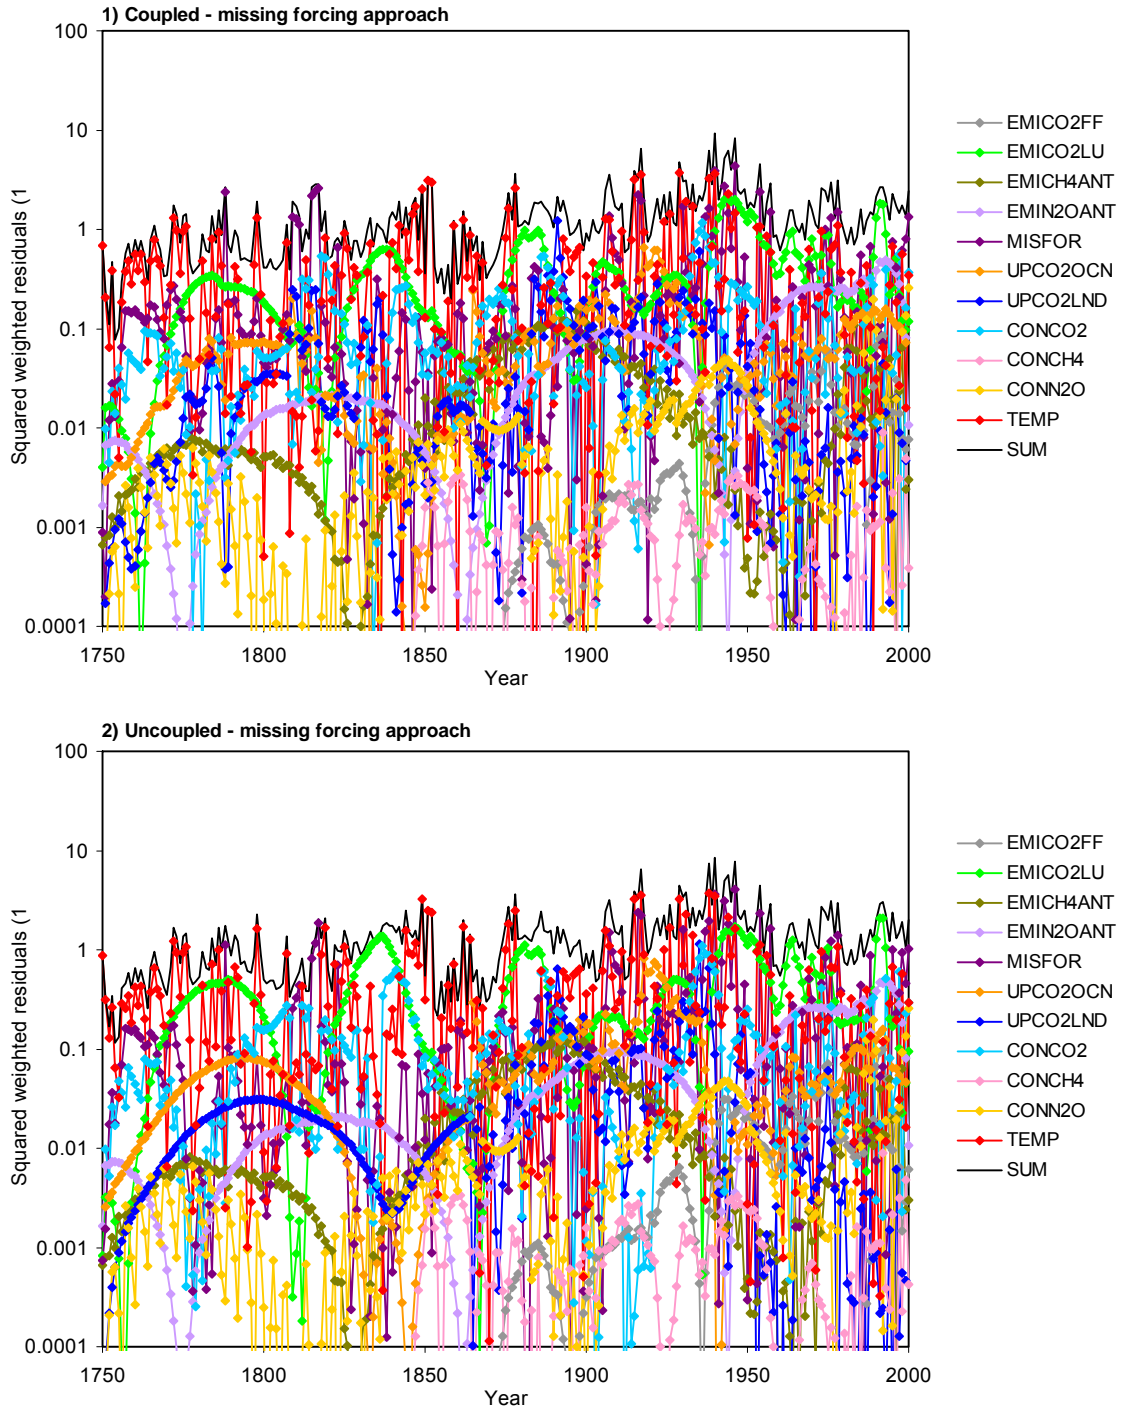 1) Coupled - missing forcing approach
100
10
1
0.1
0.01
0.001
0.0001
Squared weighted residuals (1
1750
1800
1850
1900
1950
2000
Year
EMICO2FF
EMICO2LU
EMICH4ANT
EMIN2OANT
MISFOR
UPCO2OCN
UPCO2LND
CONCO2
CONCH4
CONN2O
TEMP
SUM
2) Uncoupled - missing forcing approach
100
10
1
0.1
0.01
0.001
0.0001
Squared weighted residuals (1
1750
1800
1850
1900
1950
2000
Year
EMICO2FF
EMICO2LU
EMICH4ANT
EMIN2OANT
MISFOR
UPCO2OCN
UPCO2LND
CONCO2
CONCH4
CONN2O
TEMP
SUM